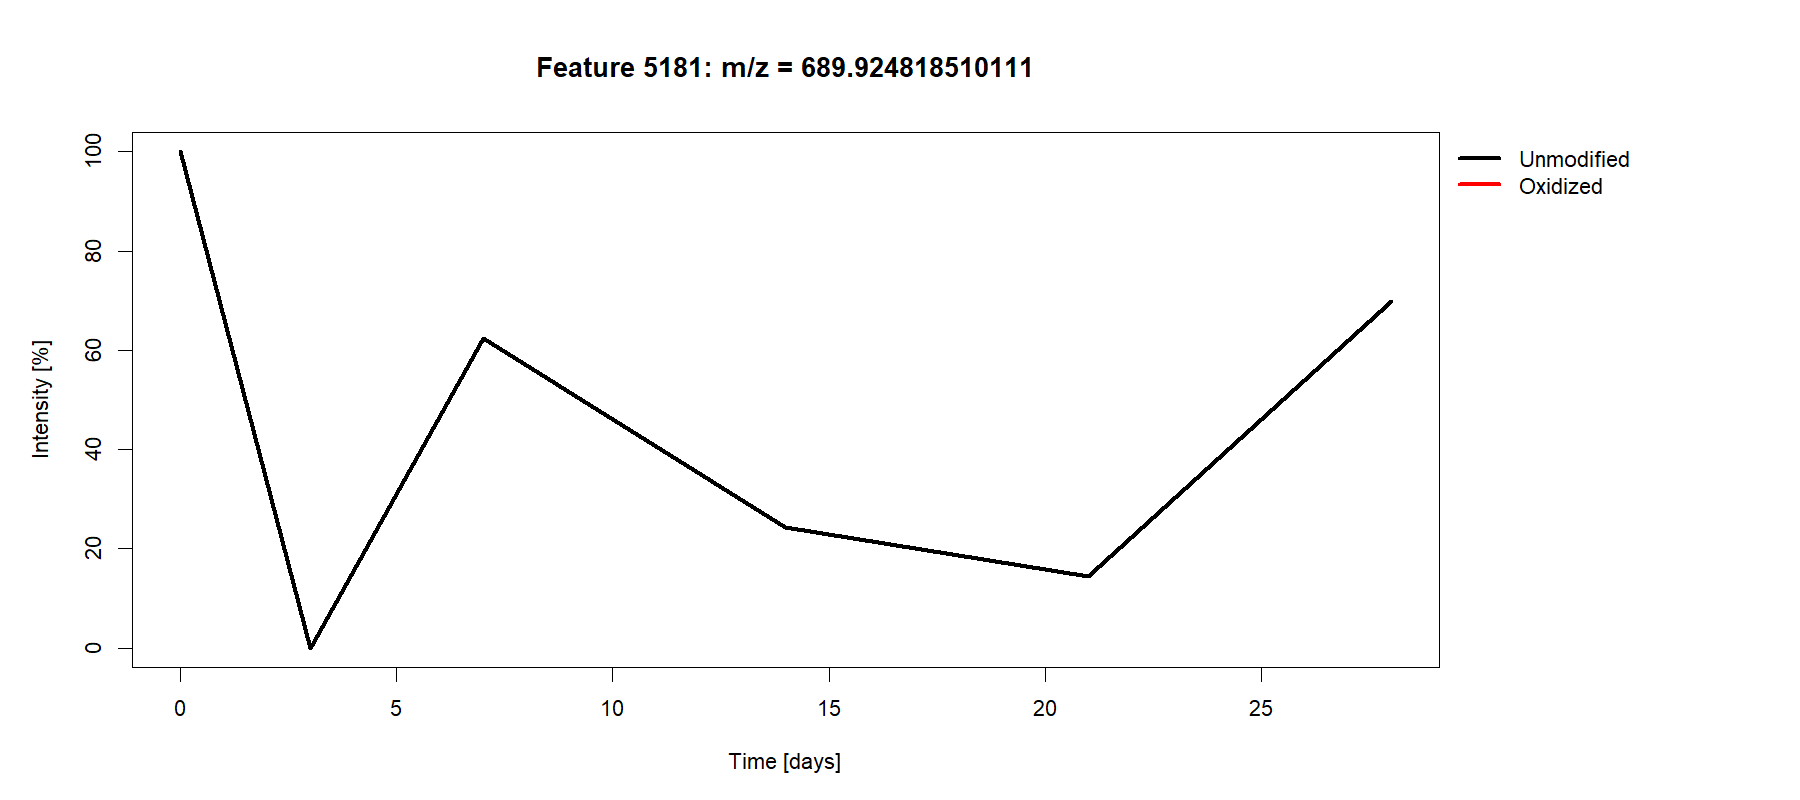 Feature 5181: m/z = 689.924818510111
Unmodified
Oxidized
Intensity [%]
100
80
60
40
20
0
0 5 10 15 20 25
Time [days]